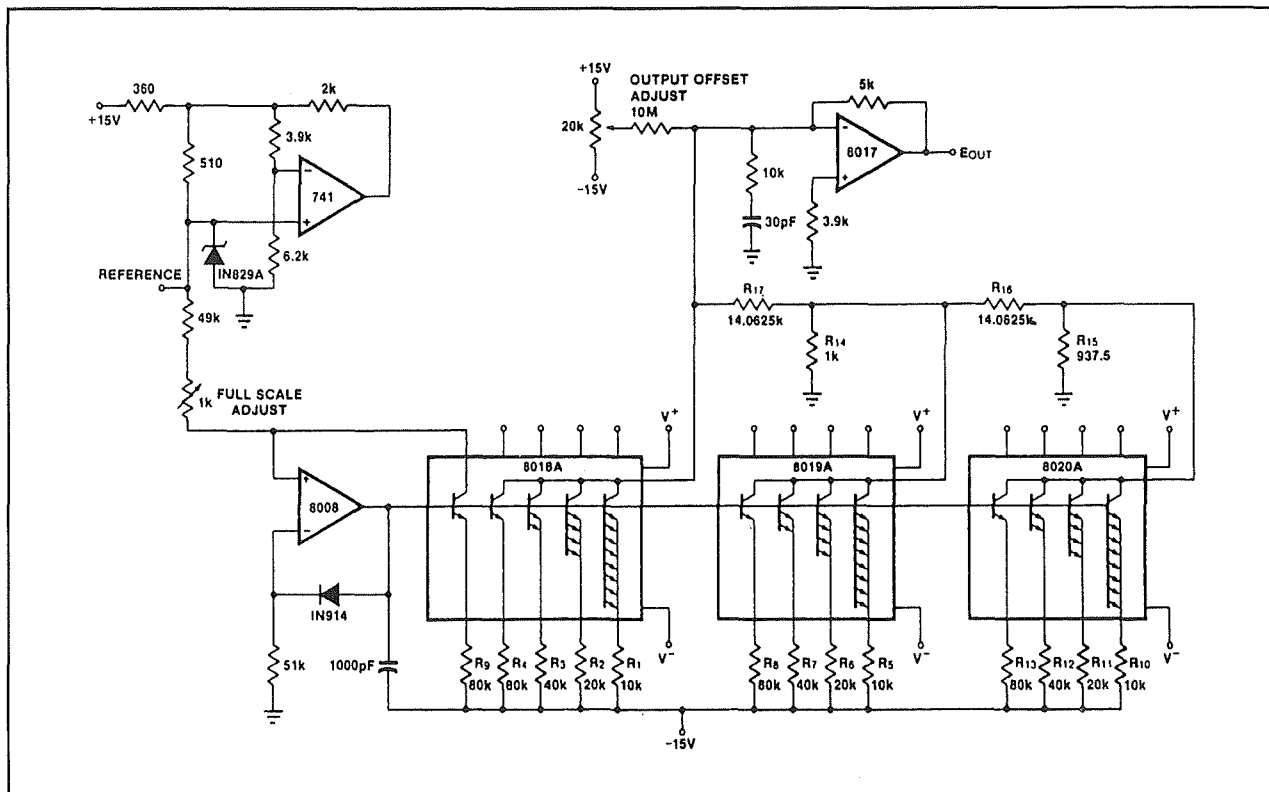 +15V
360
2k
510
3.9k
741
-
+
6.2k
IN829A
REFERENCE
49k
1k
FULL SCALE
ADJUST
+15V
20k
-15V
OUTPUT OFFSET
ADJUST
10M
5k
-
+
8017
EOUT
10k
30pF
3.9k
R17
14.0625k
R14
1k
R16
14.0625k
R15
937.5
+
-
8008
IN914
51k
1000pF
8018A
V+
V-
8019A
V+
V-
8020A
V+
V-
R9
80k
R4
80k
R3
40k
R2
20k
R1
10k
R8
80k
R7
40k
R6
20k
R5
10k
R13
80k
R12
40k
R11
20k
R10
10k
-15V